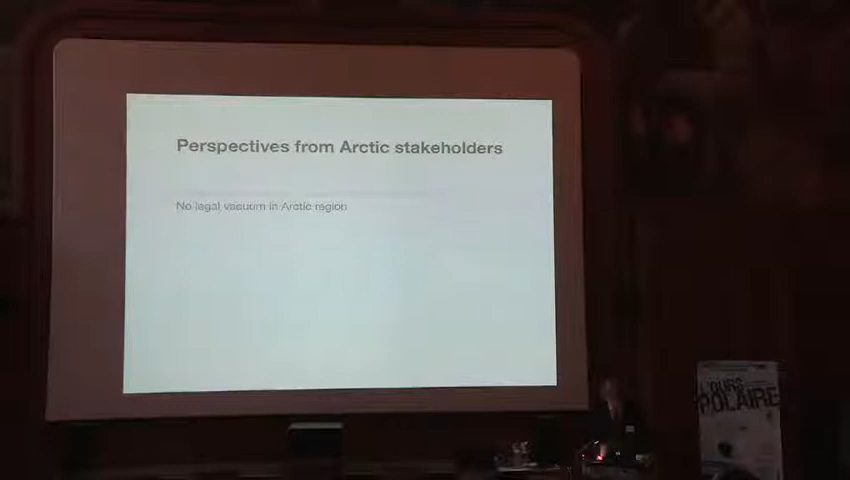 Perspectives from Arctic stakeholders
No legal vacuum in Arctic region
L'OURS
POLAIRE